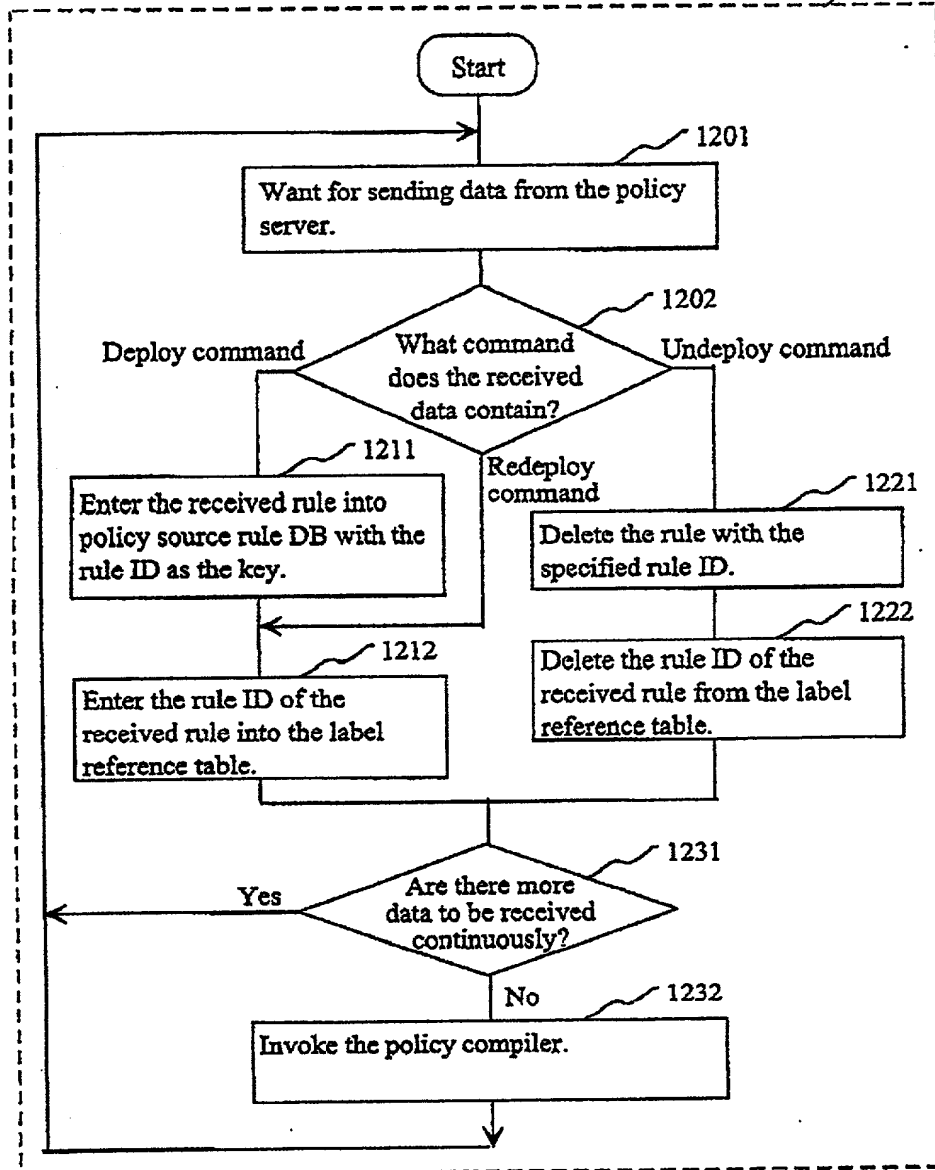 Start
1201
Want for sending data from the policy
server.
1202
Deploy command
What command
does the received
data contain?
Undeploy command
1211
Redeploy
command
Enter the received rule into
policy source rule DB with the
rule ID as the key.
1221
Delete the rule with the
specified rule ID.
1212
Enter the rule ID of the
received rule into the label
reference table.
1222
Delete the rule ID of the
received rule from the label
reference table.
1231
Yes
Are there more
data to be received
continuously?
No
1232
Invoke the policy compiler.